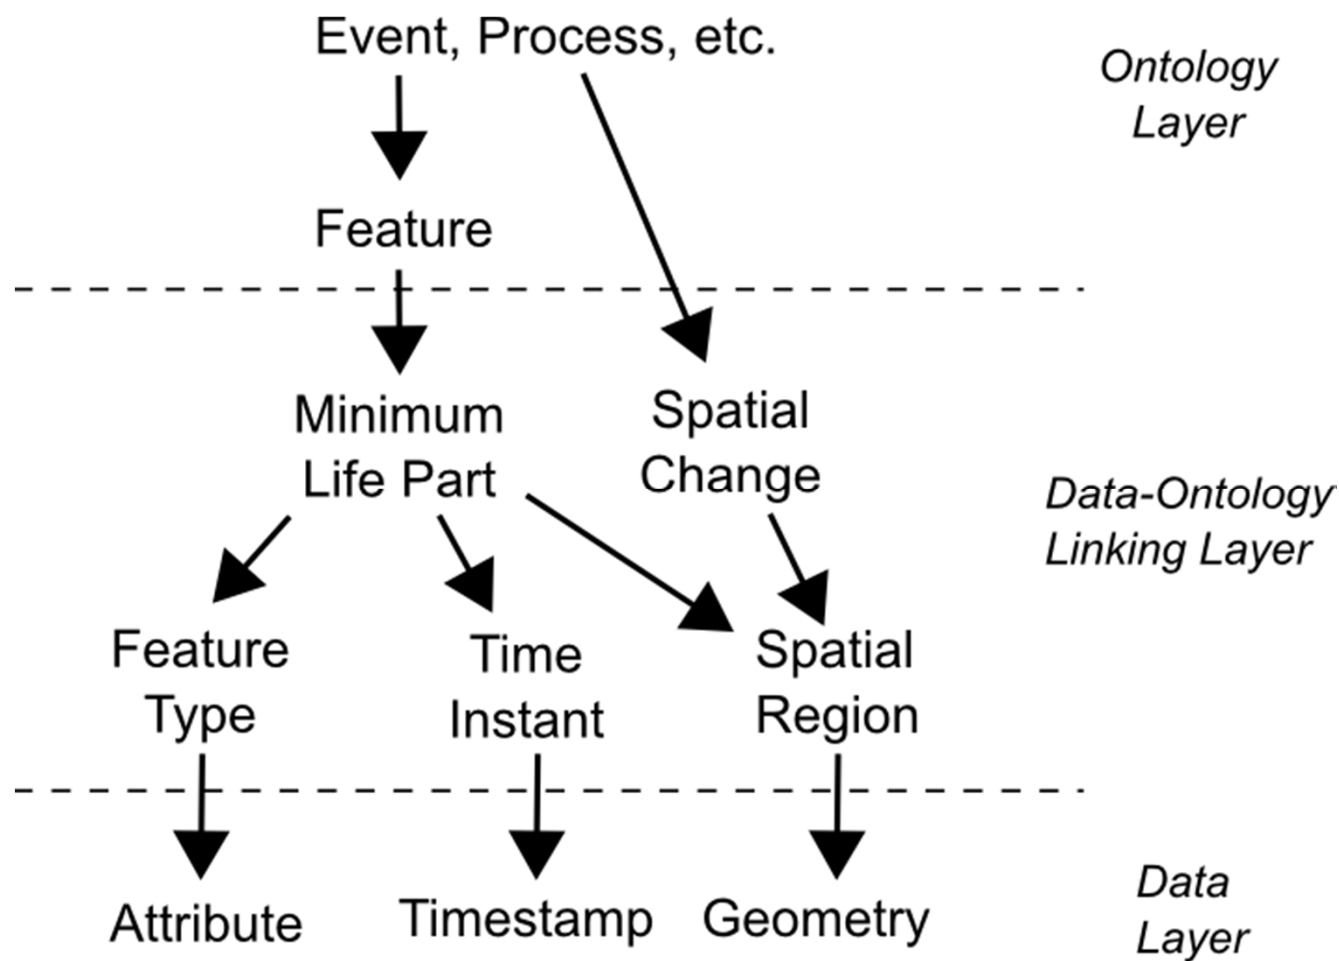 Event, Process, etc.
Ontology
Layer
Feature
Minimum
Life Part
Spatial
Change
Data-Ontology
Linking Layer
Feature
Type
Time
Instant
Spatial
Region
Attribute
Timestamp
Geometry
Data
Layer